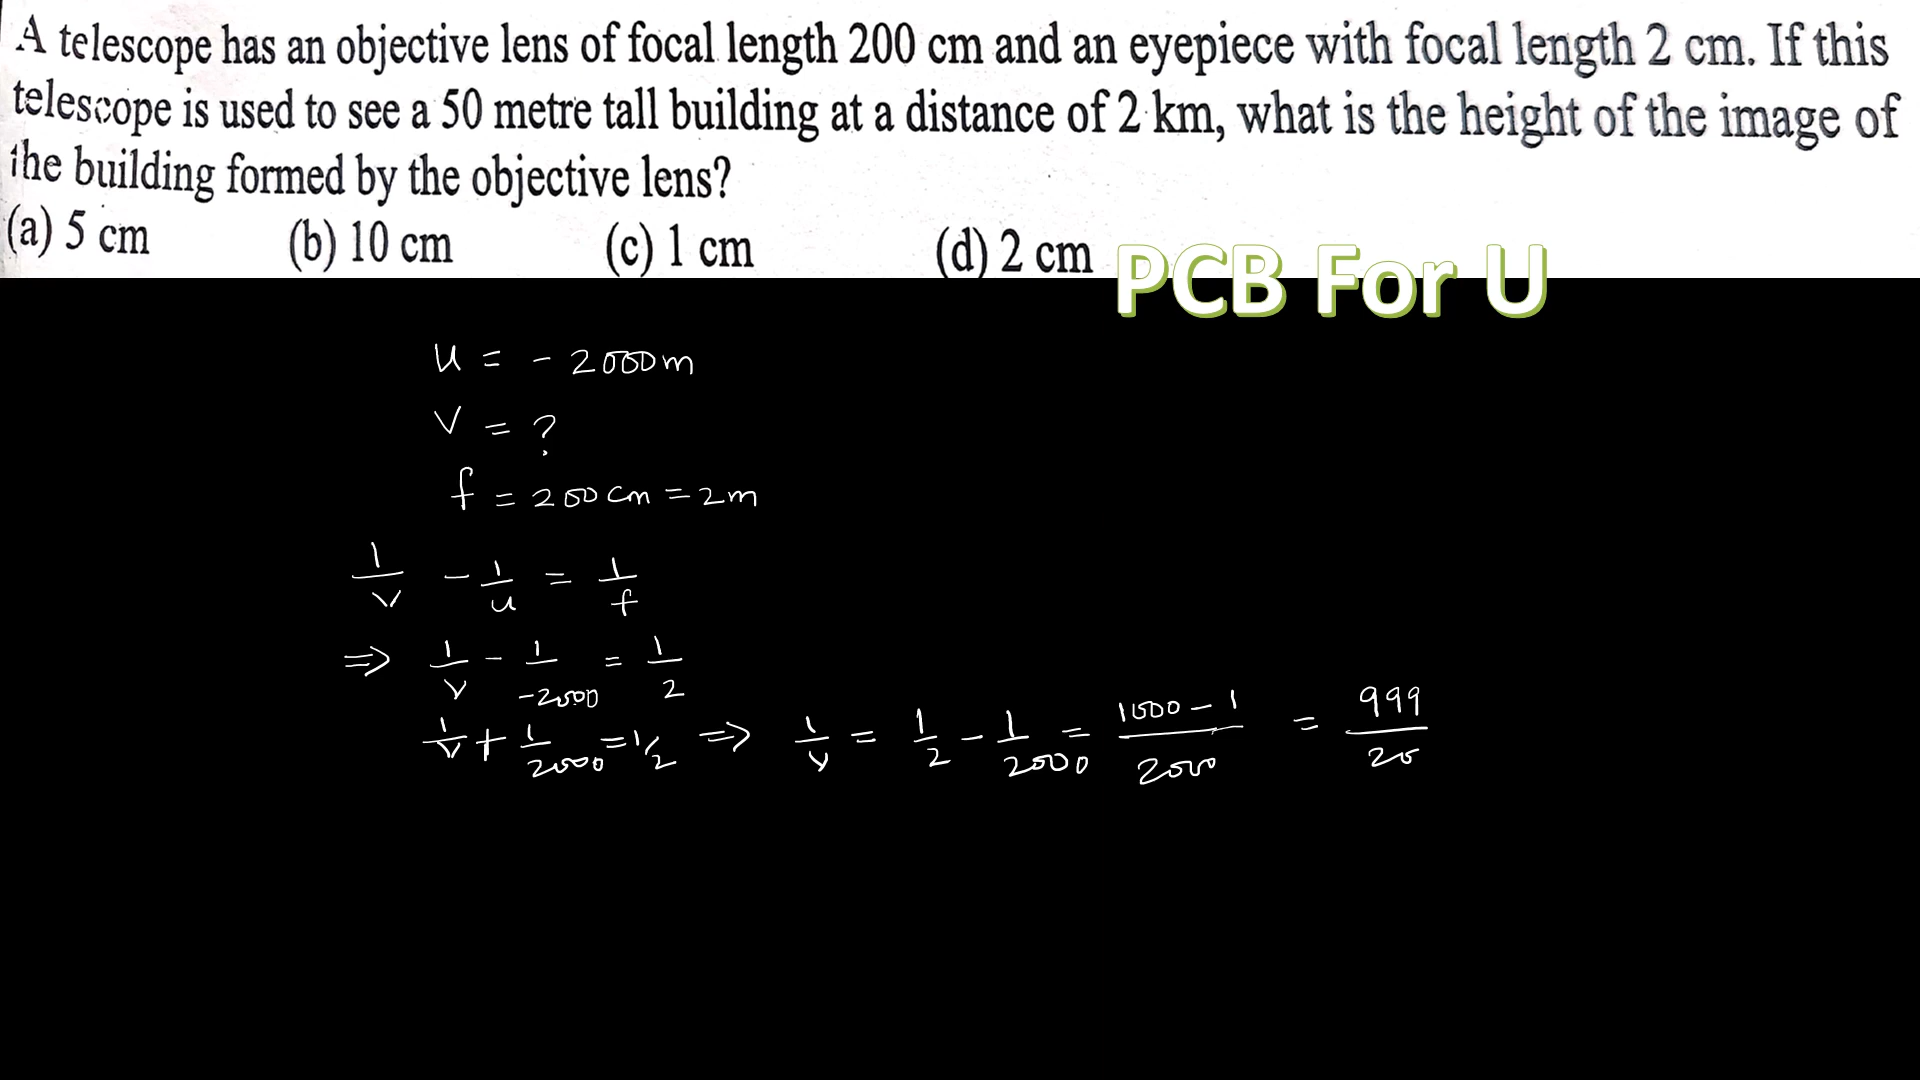 A telescope has an objective lens of focal length 200 cm and an eyepiece with focal length 2 cm. If this
telescope is used to see a 50 metre tall building at a distance of 2 km, what is the height of the image of
the building formed by the objective lens?
(a) 5 cm (b) 10 cm (c) 1 cm (d) 2 cm
PCB For U
u = - 2000m
v = ?
f = 200 cm = 2m
1/v - 1/u = 1/f
⇒ 1/v - 1/-2000 = 1/2
1/v + 1/2000 = 1/2 ⇒ 1/v = 1/2 - 1/2000 = 1000 - 1/2000 = 999/20